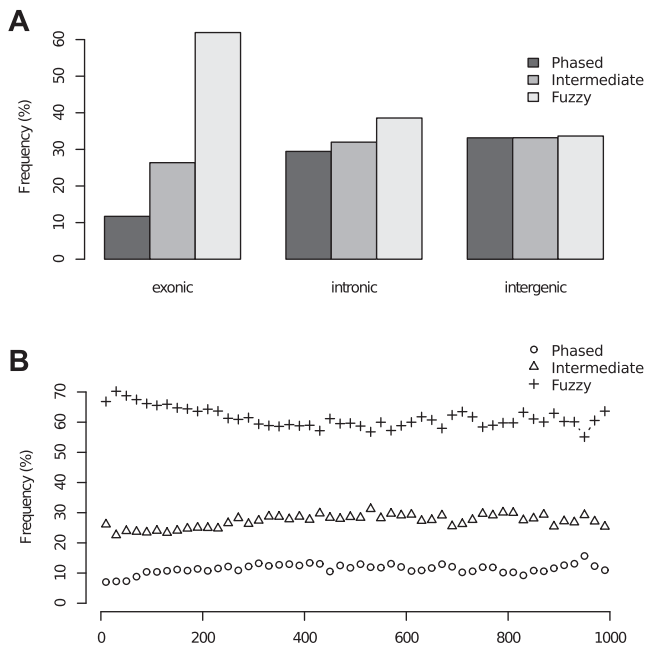 A
Frequency (%)
60
50
40
30
20
10
0
Phased
Intermediate
Fuzzy
exonic intronic intergenic
B
Frequency (%)
Phased
Intermediate
Fuzzy
70
60
50
40
30
20
10
0
0 200 400 600 800 1000